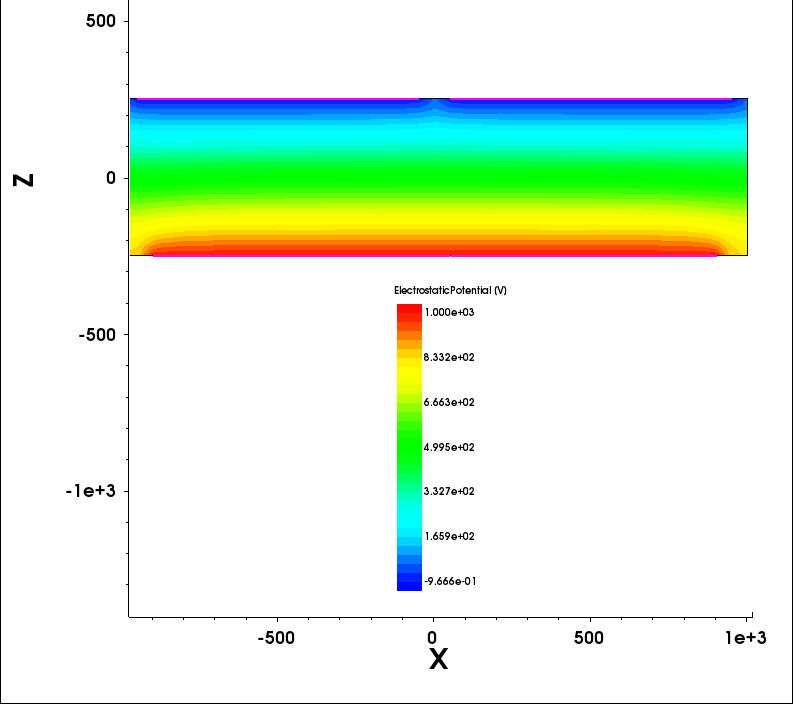 500
Z
0
ElectrostaticPotential (V)
1.000e+03
-500
8.332e+02
6.663e+02
4.995e+02
-1e+3
3.327e+02
1.659e+02
-9.666e-01
-500
0
500
1e+3
X